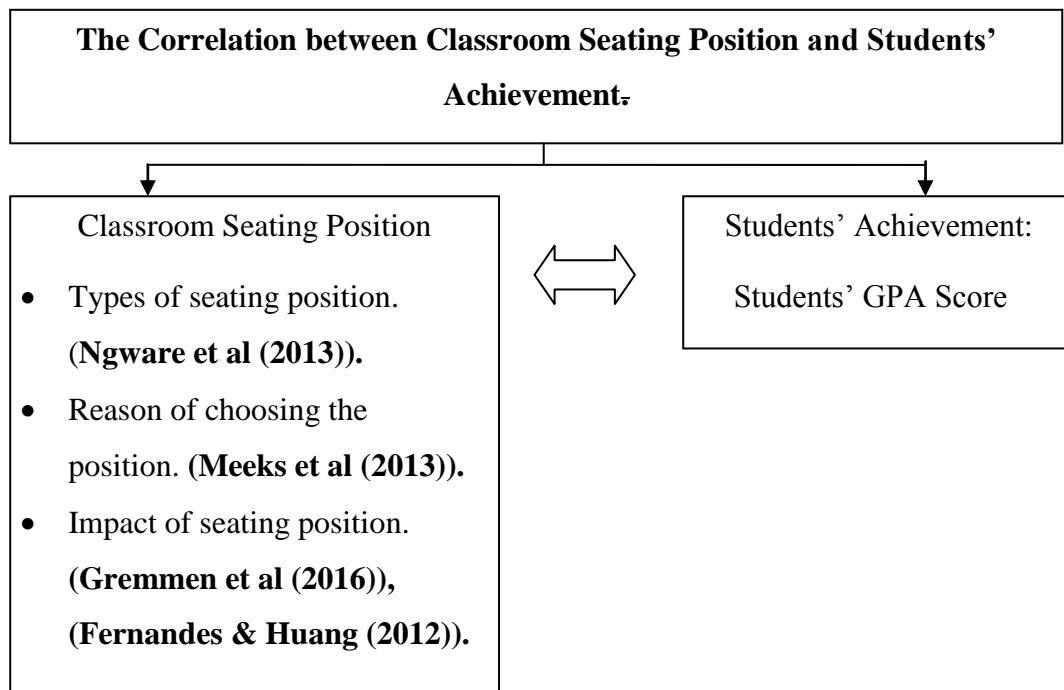 The Correlation between Classroom Seating Position and Students’
Achievement.
Classroom Seating Position
• Types of seating position.
(Ngware et al (2013)).
• Reason of choosing the
position. (Meeks et al (2013)).
• Impact of seating position.
(Gremmen et al (2016)),
(Fernandes & Huang (2012)).
Students’ Achievement:
Students’ GPA Score